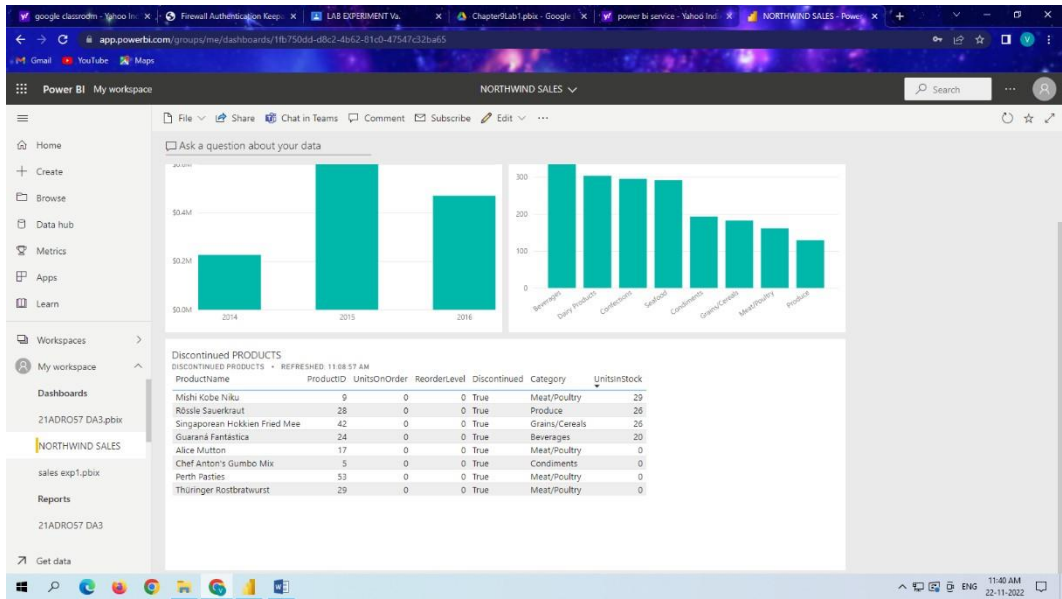 google classroom - Yahoo Inc
Firewall Authentication Keep
LAB EXPERIMENT Va.
Chapter9Lab1.pbix - Google
power bi service - Yahoo Ind
NORTHWIND SALES - Power
app.powerbi.com/groups/me/dashboards/1fb750dd-d8c2-4b62-81c0-47547c32ba65
Gmail YouTube Maps
Power BI My workspace
NORTHWIND SALES
Search
File Share Chat in Teams Comment Subscribe Edit
Ask a question about your data
Home
Create
Browse
Data hub
Metrics
Apps
Learn
Workspaces
My workspace
Dashboards
21ADR057 DA3.pbix
NORTHWIND SALES
sales exp1.pbix
Reports
21ADR057 DA3
Get data
$0.4M
$0.2M
$0.0M
2014 2015 2016
300
200
100
0
Beverages Dairy Products Confections Seafood Condiments Grains/Cereals Meat/Poultry Produce
Discontinued PRODUCTS
DISCONTINUED PRODUCTS • REFRESHED: 11:08:57 AM
ProductName ProductID UnitsOnOrder ReorderLevel Discontinued Category UnitsInStock
Mishi Kobe Niku 9 0 0 True Meat/Poultry 29
Rössle Sauerkraut 28 0 0 True Produce 26
Singaporean Hokkien Fried Mee 42 0 0 True Grains/Cereals 26
Guaraná Fantástica 24 0 0 True Beverages 20
Alice Mutton 17 0 0 True Meat/Poultry 0
Chef Anton's Gumbo Mix 5 0 0 True Condiments 0
Perth Pasties 53 0 0 True Meat/Poultry 0
Thüringer Rostbratwurst 29 0 0 True Meat/Poultry 0
ENG
11:40 AM
22-11-2022